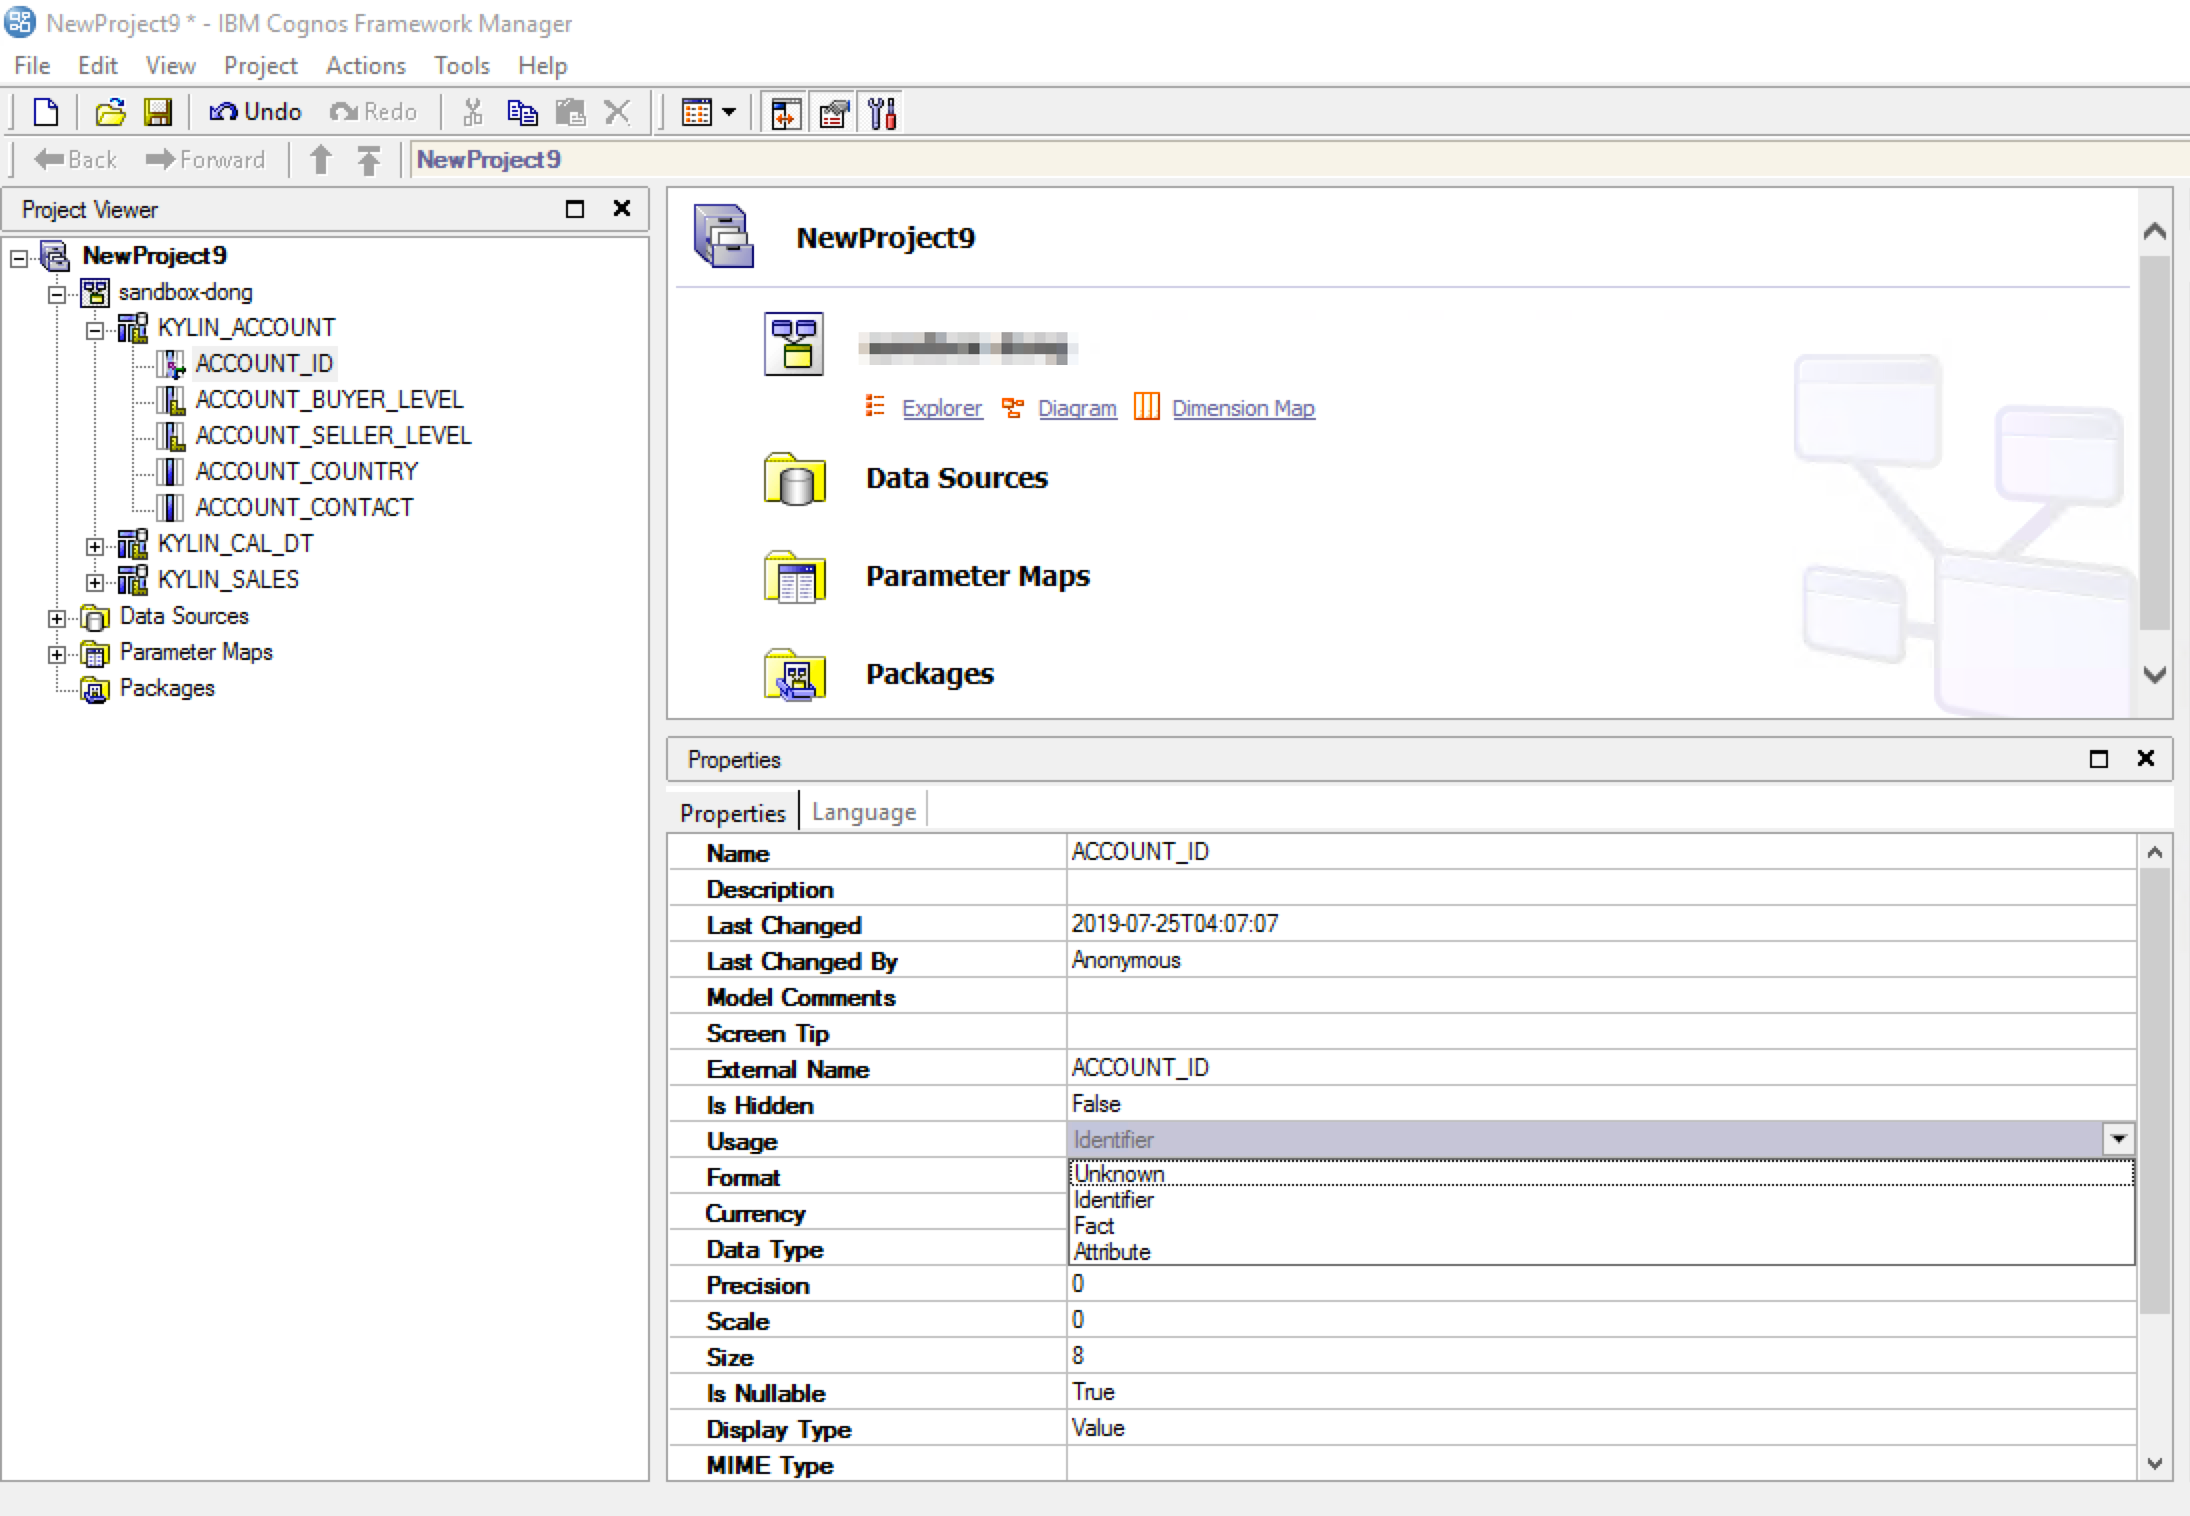 NewProject9 * - IBM Cognos Framework Manager
File Edit View Project Actions Tools Help
Undo Redo
Back Forward NewProject9
Project Viewer
NewProject9
sandbox-dong
KYLIN_ACCOUNT
ACCOUNT_ID
ACCOUNT_BUYER_LEVEL
ACCOUNT_SELLER_LEVEL
ACCOUNT_COUNTRY
ACCOUNT_CONTACT
KYLIN_CAL_DT
KYLIN_SALES
Data Sources
Parameter Maps
Packages
NewProject9
Explorer Diagram Dimension Map
Data Sources
Parameter Maps
Packages
Properties
Properties Language
Name ACCOUNT_ID
Description
Last Changed 2019-07-25T04:07:07
Last Changed By Anonymous
Model Comments
Screen Tip
External Name ACCOUNT_ID
Is Hidden False
Usage Identifier
Format
Currency
Data Type
Unknown
Identifier
Fact
Attribute
Precision 0
Scale 0
Size 8
Is Nullable True
Display Type Value
MIME Type